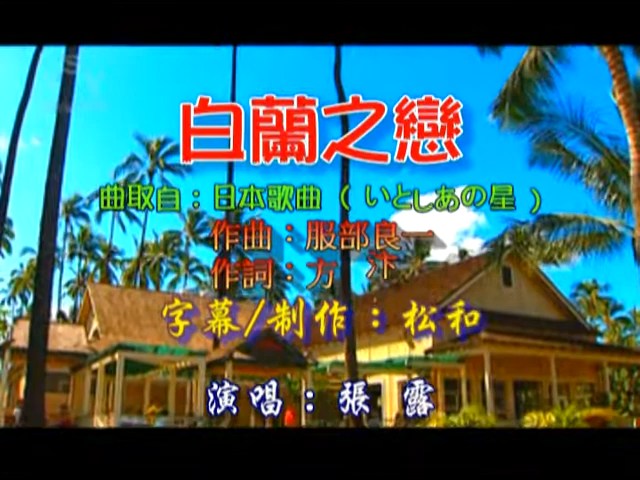 白蘭之戀
曲取自：日本歌曲（いとしあの星）
作曲：服部良一
作詞：方 汴
字幕/制作：松和
演唱：張 露